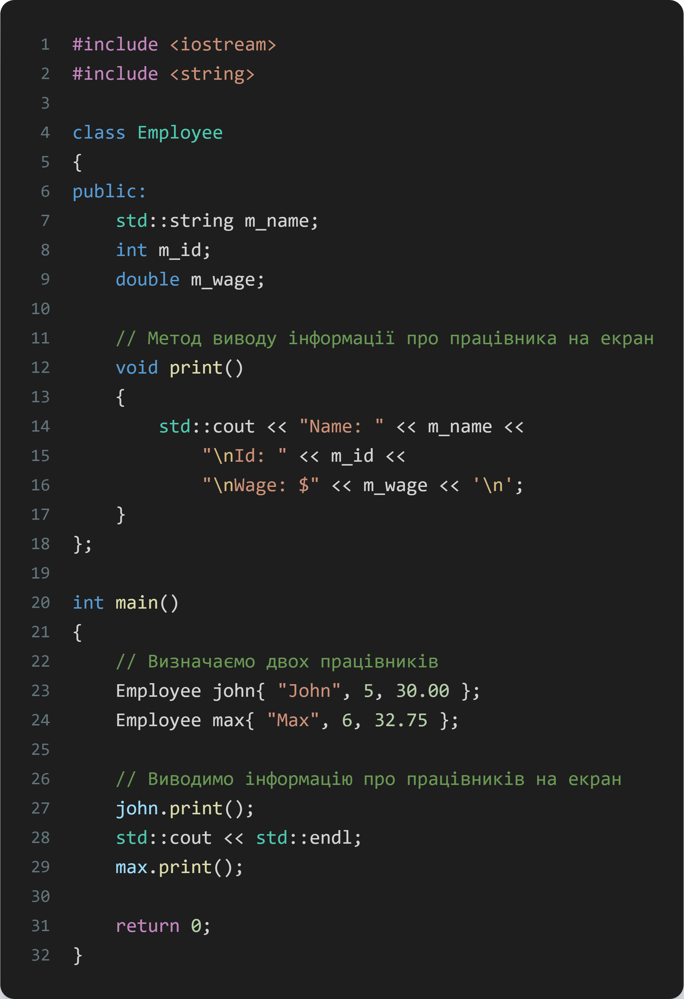 1 #include <iostream>
2 #include <string>
3
4 class Employee
5 {
6 public:
7     std::string m_name;
8     int m_id;
9     double m_wage;
10
11     // Метод виводу інформації про працівника на екран
12     void print()
13     {
14         std::cout << "Name: " << m_name <<
15             "\nId: " << m_id <<
16             "\nWage: $" << m_wage << '\n';
17     }
18 };
19
20 int main()
21 {
22     // Визначаємо двох працівників
23     Employee john{ "John", 5, 30.00 };
24     Employee max{ "Max", 6, 32.75 };
25
26     // Виводимо інформацію про працівників на екран
27     john.print();
28     std::cout << std::endl;
29     max.print();
30
31     return 0;
32 }